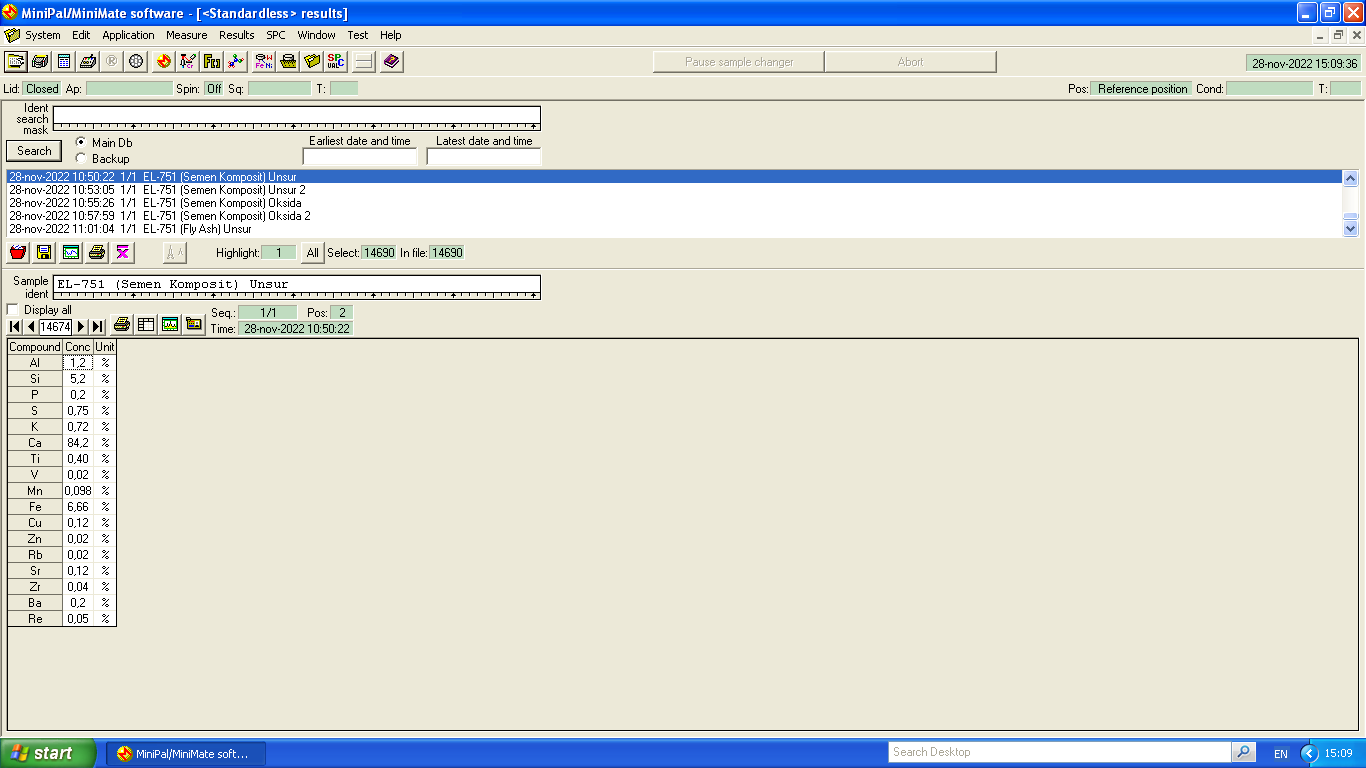 MiniPal/MiniMate software - [<Standardless> results]
System Edit Application Measure Results SPC Window Test Help
Pause sample changer Abort 28-nov-2022 15:09:36
Lid: Closed Ap: Spin: Off Sq: T: Pos: Reference position Cond: T:
Ident search mask
Search Main Db Backup
Earliest date and time Latest date and time
28-nov-2022 10:50:22 1/1 EL-751 (Semen Komposit) Unsur
28-nov-2022 10:53:05 1/1 EL-751 (Semen Komposit) Unsur 2
28-nov-2022 10:55:26 1/1 EL-751 (Semen Komposit) Oksida
28-nov-2022 10:57:59 1/1 EL-751 (Semen Komposit) Oksida 2
28-nov-2022 11:01:04 1/1 EL-751 (Fly Ash) Unsur
Highlight: 1 All Select: 14690 In file: 14690
Sample ident EL-751 (Semen Komposit) Unsur
Display all Seq.: 1/1 Pos: 2
14674 Time: 28-nov-2022 10:50:22
Compound Conc Unit
Al 1,2 %
Si 5,2 %
P 0,2 %
S 0,75 %
K 0,72 %
Ca 84,2 %
Ti 0,40 %
V 0,02 %
Mn 0,098 %
Fe 6,66 %
Cu 0,12 %
Zn 0,02 %
Rb 0,02 %
Sr 0,12 %
Zr 0,04 %
Ba 0,2 %
Re 0,05 %
start MiniPal/MiniMate soft... Search Desktop EN 15:09